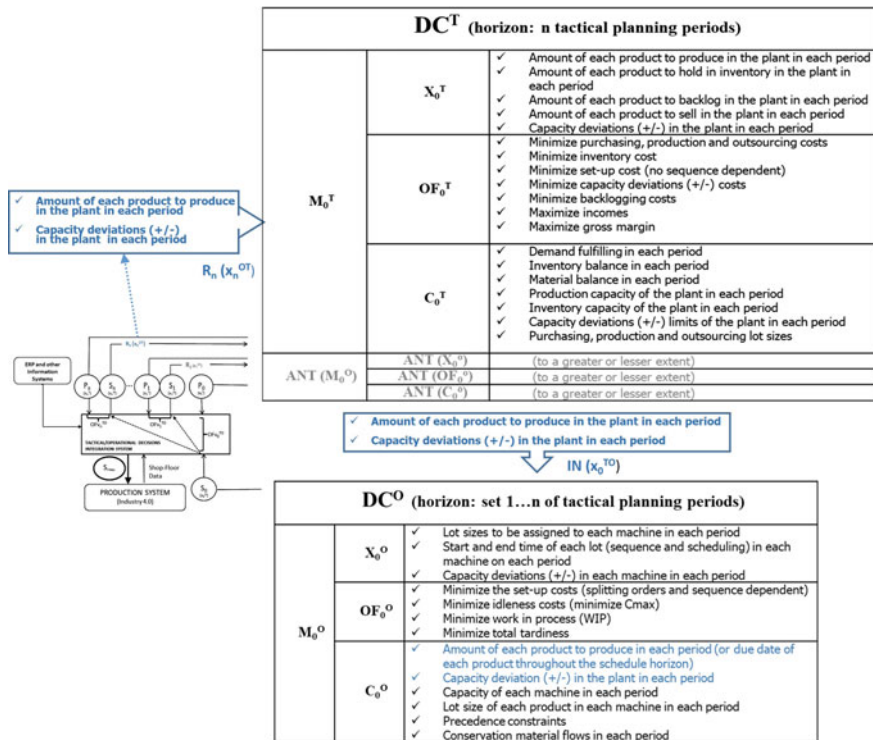 DC^T (horizon: n tactical planning periods)
M₀^T
X₀^T
✓ Amount of each product to produce in the plant in each period
✓ Amount of each product to hold in inventory in the plant in
each period
✓ Amount of each product to backlog in the plant in each period
✓ Amount of each product to sell in the plant in each period
✓ Capacity deviations (+/-) in the plant in each period
OF₀^T
✓ Minimize purchasing, production and outsourcing costs
✓ Minimize inventory cost
✓ Minimize set-up cost (no sequence dependent)
✓ Minimize capacity deviations (+/-) costs
✓ Minimize backlogging costs
✓ Maximize incomes
✓ Maximize gross margin
C₀^T
✓ Demand fulfilling in each period
✓ Inventory balance in each period
✓ Material balance in each period
✓ Production capacity of the plant in each period
✓ Inventory capacity of the plant in each period
✓ Capacity deviations (+/-) limits of the plant in each period
✓ Purchasing, production and outsourcing lot sizes
ANT (M₀^O)
ANT (X₀^o) (to a greater or lesser extent)
ANT (OF₀^o) (to a greater or lesser extent)
ANT (C₀^o) (to a greater or lesser extent)
✓ Amount of each product to produce
in the plant in each period
✓ Capacity deviations (+/-)
in the plant in each period
R_n (x_n^OT)
ERP and other
Information
Systems
TACTICAL/OPERATIONAL DECISIONS
INTEGRATION SYSTEM
Shop-Floor
Data
PRODUCTION SYSTEM
(Industry 4.0)
✓ Amount of each product to produce in the plant in each period
✓ Capacity deviations (+/-) in the plant in each period
IN (x₀^TO)
DC^O (horizon: set 1…n of tactical planning periods)
M₀^O
X₀^O
✓ Lot sizes to be assigned to each machine in each period
✓ Start and end time of each lot (sequence and scheduling) in each
machine on each period
✓ Capacity deviations (+/-) in each machine in each period
OF₀^O
✓ Minimize the set-up costs (splitting orders and sequence dependent)
✓ Minimize idleness costs (minimize Cmax)
✓ Minimize work in process (WIP)
✓ Minimize total tardiness
C₀^O
✓ Amount of each product to produce in each period (or due date of
each product throughout the schedule horizon)
✓ Capacity deviation (+/-) in the plant in each period
✓ Capacity of each machine in each period
✓ Lot size of each product in each machine in each period
✓ Precedence constraints
✓ Conservation material flows in each period